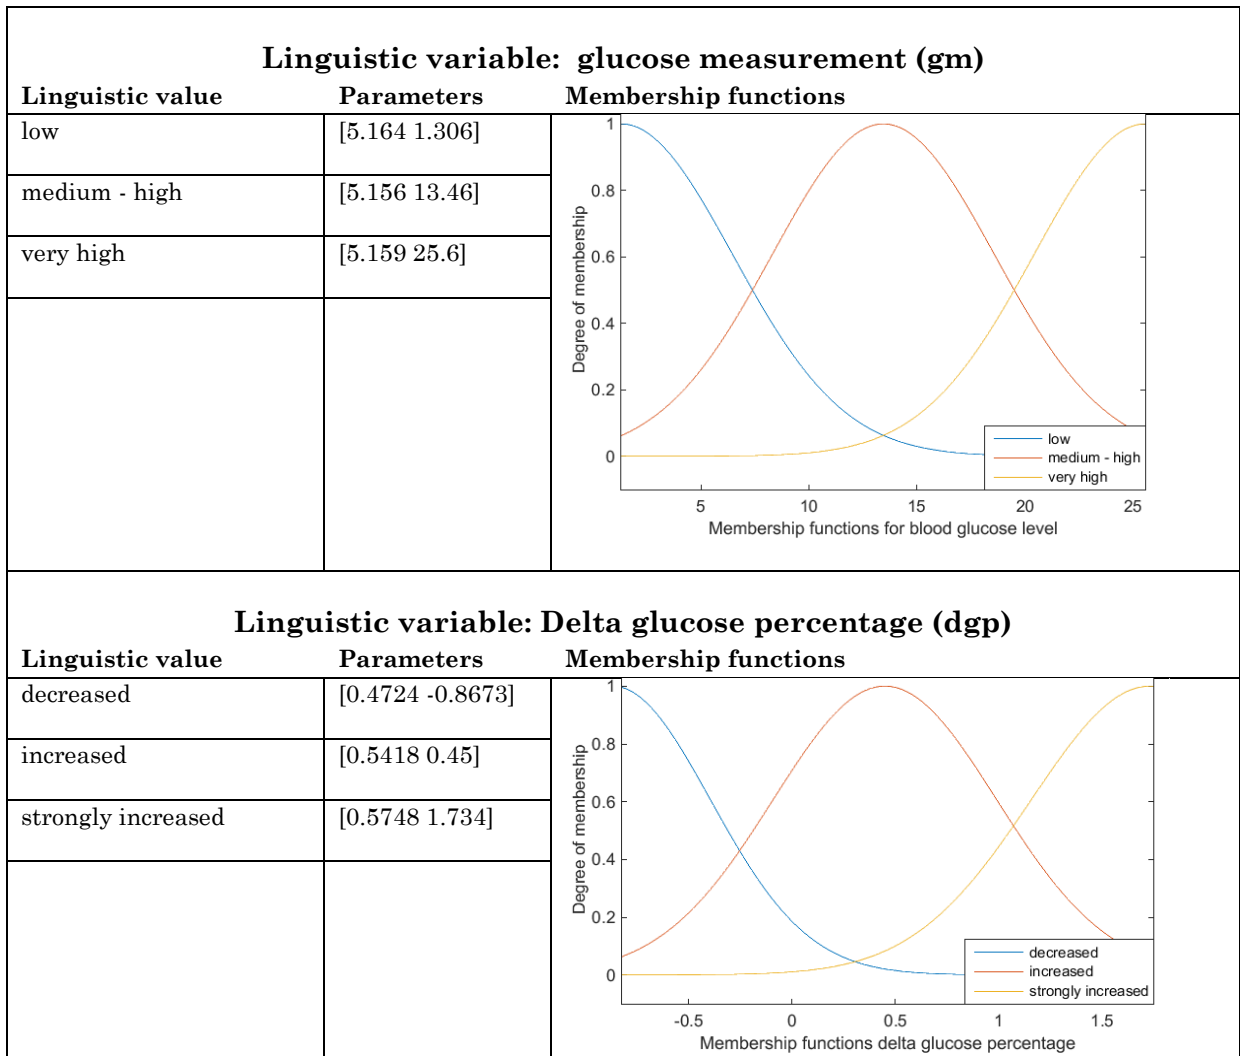 Linguistic variable:  glucose measurement (gm)
Linguistic value Parameters Membership functions
low [5.164 1.306]
medium - high [5.156 13.46]
very high [5.159 25.6]
1
0.8
0.6
0.4
0.2
0
Degree of membership
low
medium - high
very high
5 10 15 20 25
Membership functions for blood glucose level
Linguistic variable: Delta glucose percentage (dgp)
Linguistic value Parameters Membership functions
decreased [0.4724 -0.8673]
increased [0.5418 0.45]
strongly increased [0.5748 1.734]
1
0.8
0.6
0.4
0.2
0
Degree of membership
decreased
increased
strongly increased
-0.5 0 0.5 1 1.5
Membership functions delta glucose percentage